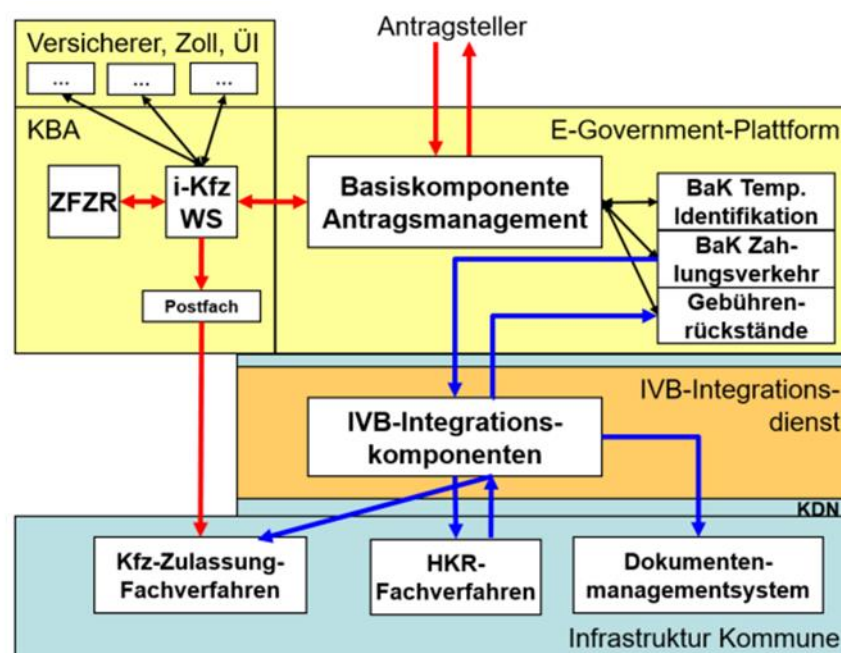 Versicherer, Zoll, ÜI
...
...
...
Antragsteller
KBA
E-Government-Plattform
ZFZR
i-Kfz
WS
Basiskomponente
Antragsmanagement
BaK Temp.
Identifikation
BaK Zah-
lungsverkehr
Gebühren-
rückstände
Postfach
IVB-Integrations-
dienst
IVB-Integrations-
komponenten
KDN
Kfz-Zulassung-
Fachverfahren
HKR-
Fachverfahren
Dokumenten-
managementsystem
Infrastruktur Kommune